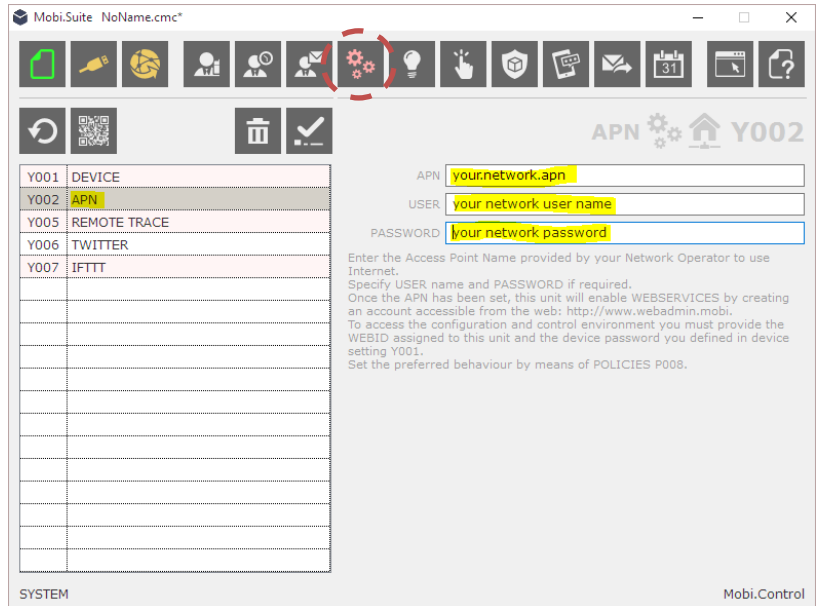 Mobi.Suite NoName.cmc*
31
APN Y002
Y001 DEVICE
Y002 APN
Y005 REMOTE TRACE
Y006 TWITTER
Y007 IFTTT
APN your.network.apn
USER your network user name
PASSWORD your network password
Enter the Access Point Name provided by your Network Operator to use
Internet.
Specify USER name and PASSWORD if required.
Once the APN has been set, this unit will enable WEBSERVICES by creating
an account accessible from the web: http://www.webadmin.mobi.
To access the configuration and control environment you must provide the
WEBID assigned to this unit and the device password you defined in device
setting Y001.
Set the preferred behaviour by means of POLICIES P008.
SYSTEM Mobi.Control